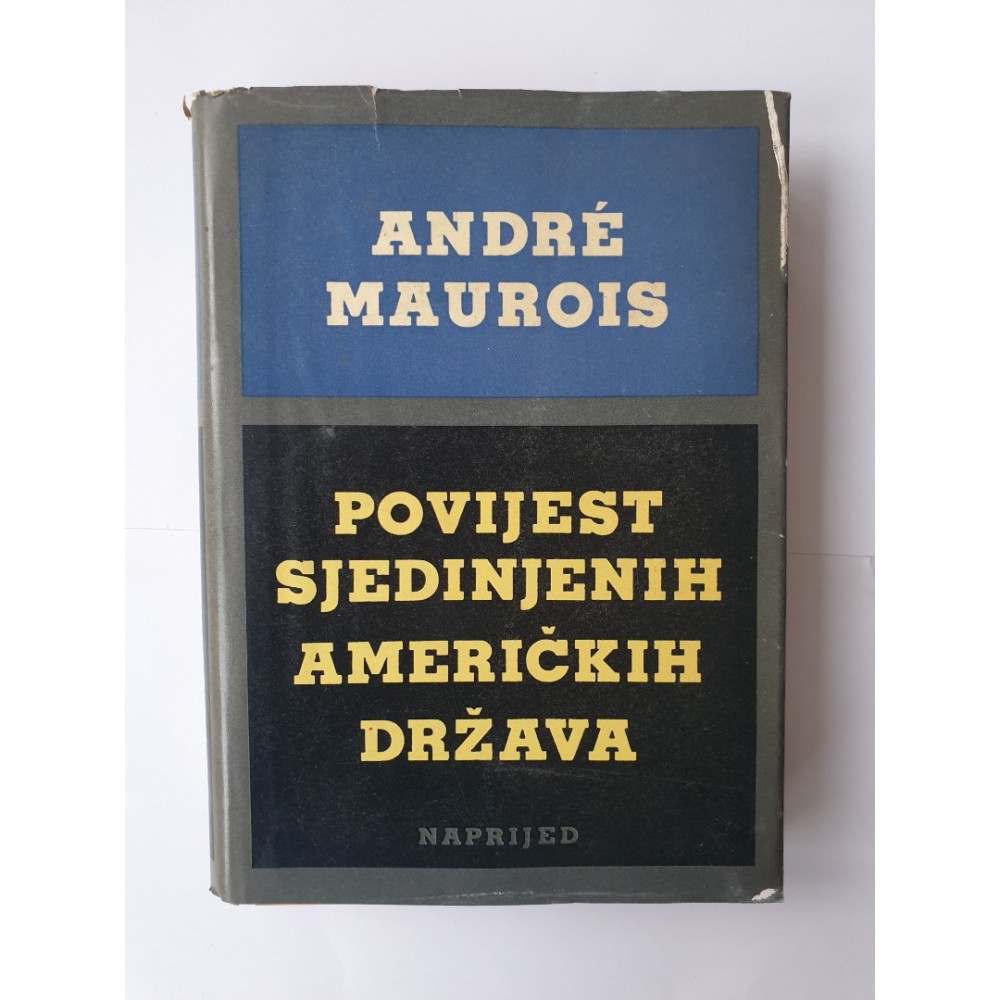 ANDRÉ
MAUROIS
POVIJEST
SJEDINJENIH
AMERIČKIH
DRŽAVA
NAPRIJED